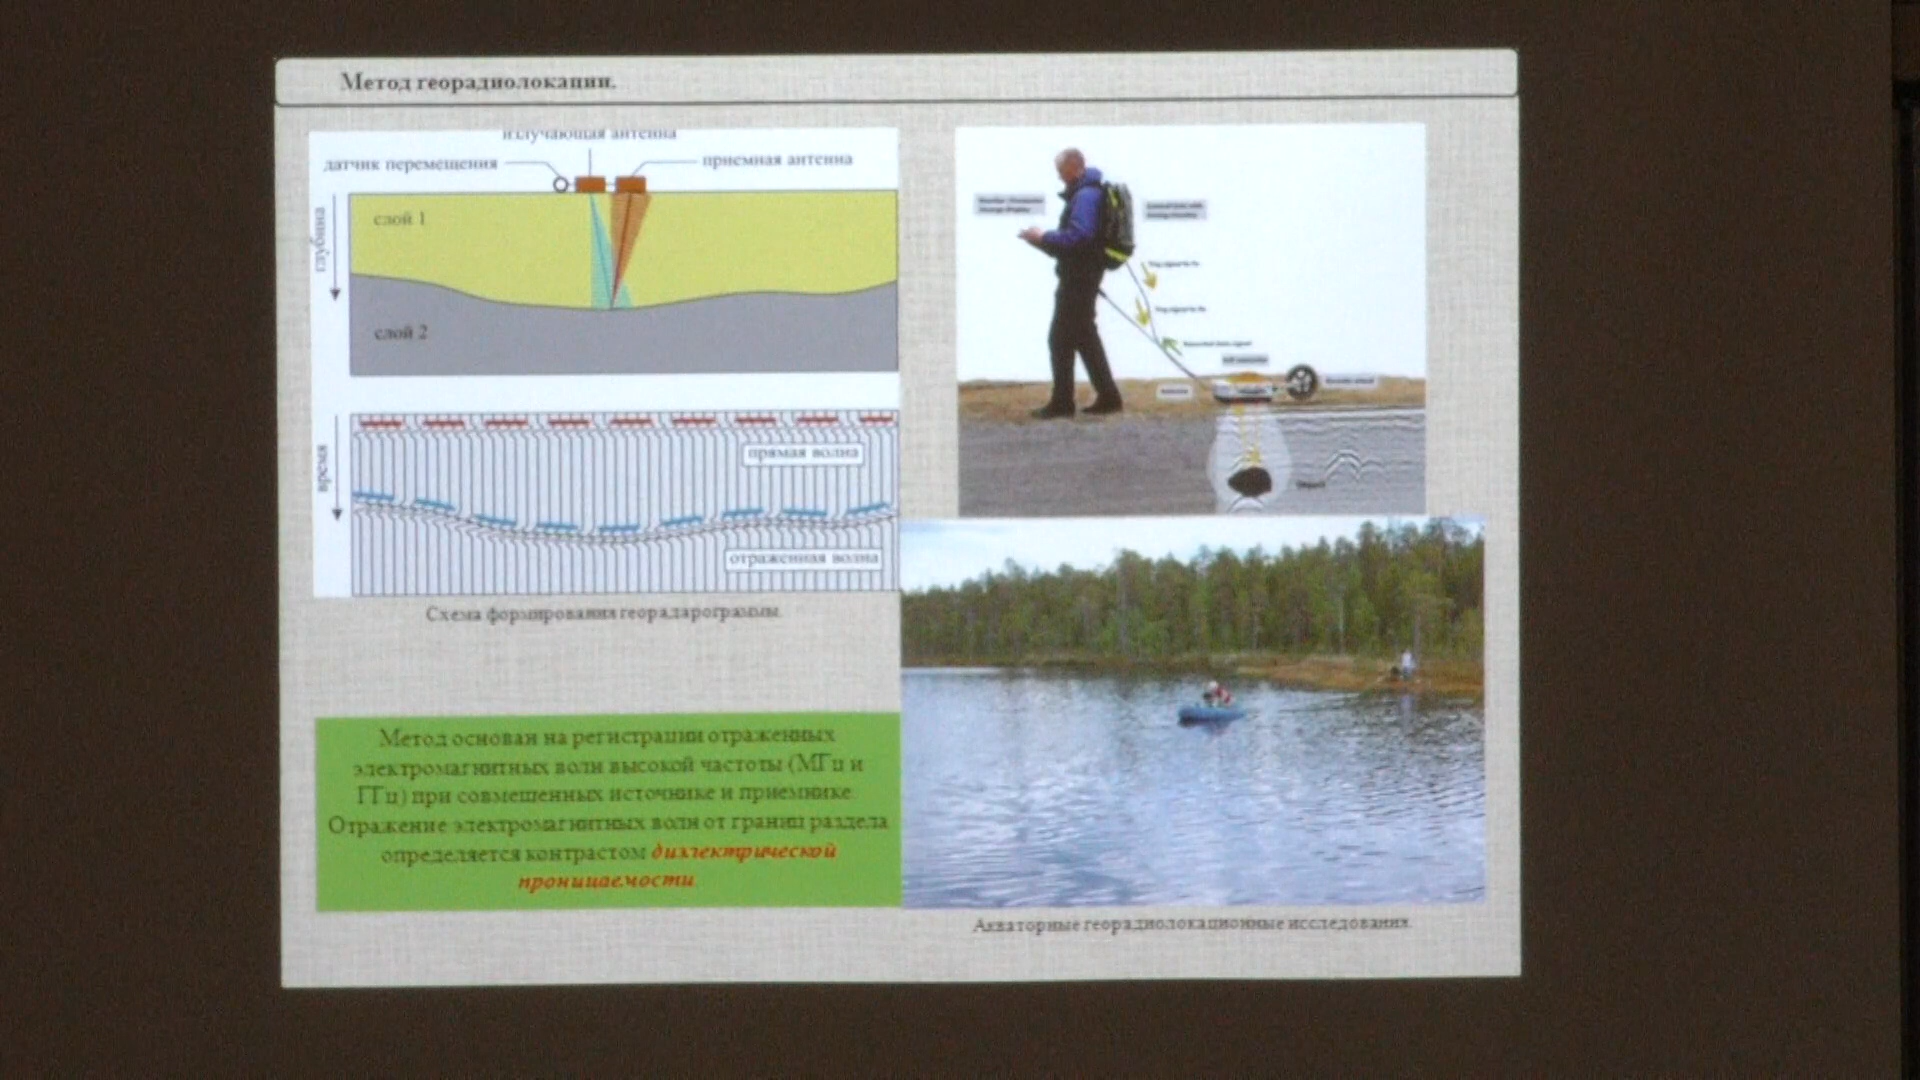 Метод георадиолокации.
излучающая антенна
датчик перемещения
приемная антенна
глубина
слой 1
слой 2
время
прямая волна
отраженная волна
Схема формирования георадарограммы.
Метод основан на регистрации отраженных
электромагнитных волн высокой частоты (МГц и
ГГц) при совмещенных источнике и приемнике.
Отражение электромагнитных волн от границ раздела
определяется контрастом диэлектрической
проницаемости.
Акваторные георадиолокационные исследования.